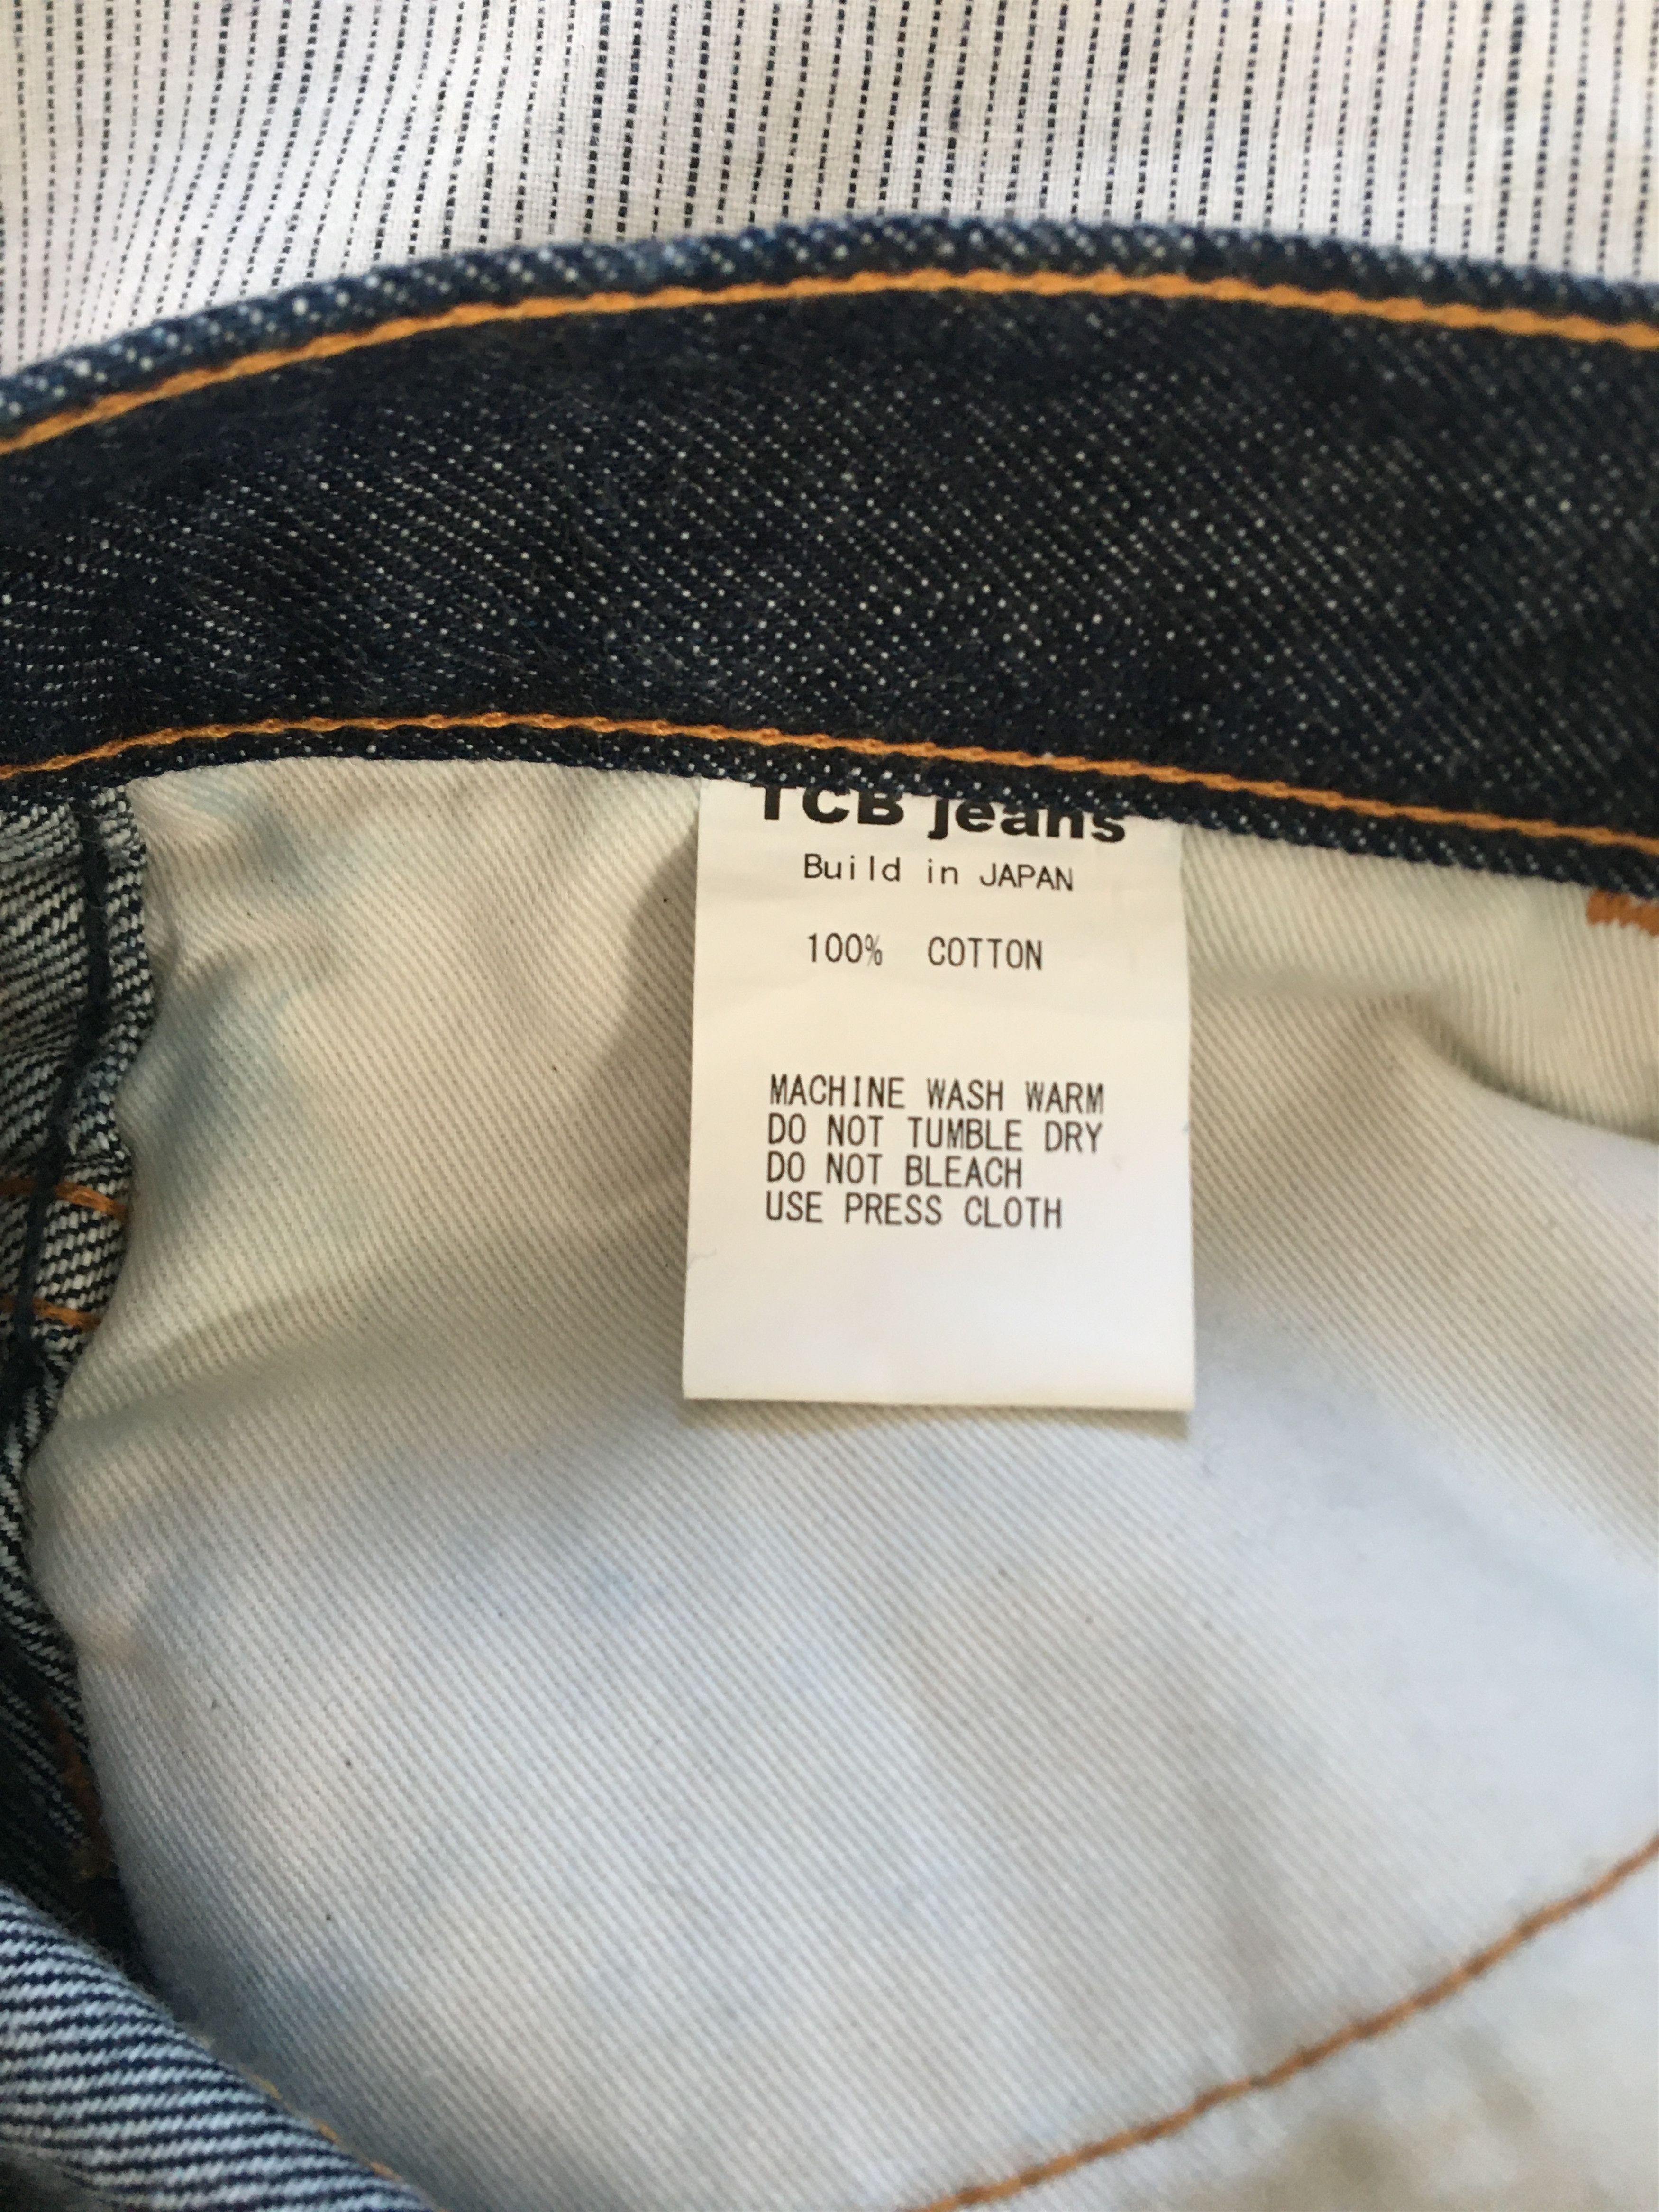 TCB jeans
Build in JAPAN
100% COTTON
MACHINE WASH WARM
DO NOT TUMBLE DRY
DO NOT BLEACH
USE PRESS CLOTH